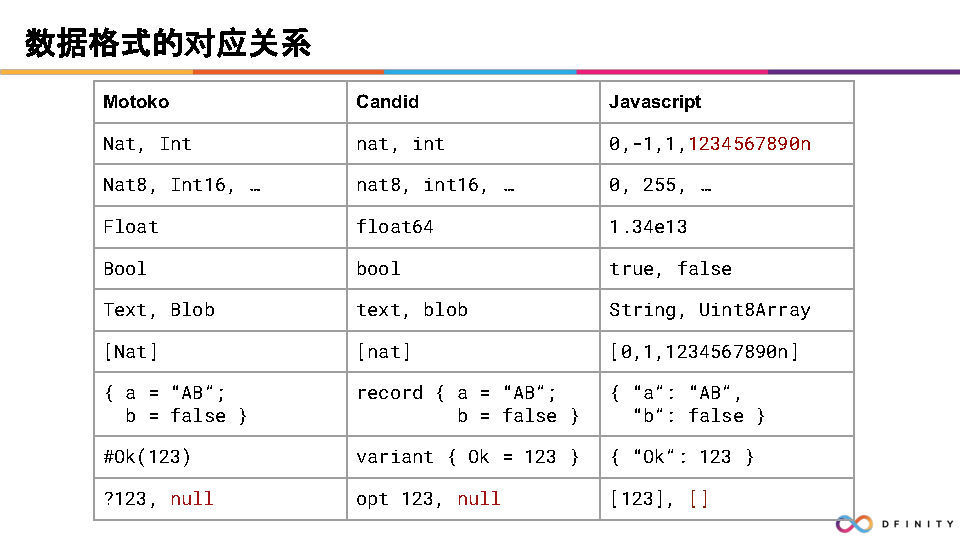 数据格式的对应关系
Motoko Candid Javascript
Nat, Int nat, int 0,-1,1,1234567890n
Nat8, Int16, … nat8, int16, … 0, 255, …
Float float64 1.34e13
Bool bool true, false
Text, Blob text, blob String, Uint8Array
[Nat] [nat] [0,1,1234567890n]
{ a = “AB”; record { a = “AB”; { “a”: “AB”,
b = false } b = false } “b”: false }
#Ok(123) variant { Ok = 123 } { “Ok”: 123 }
?123, null opt 123, null [123], []
DFINITY